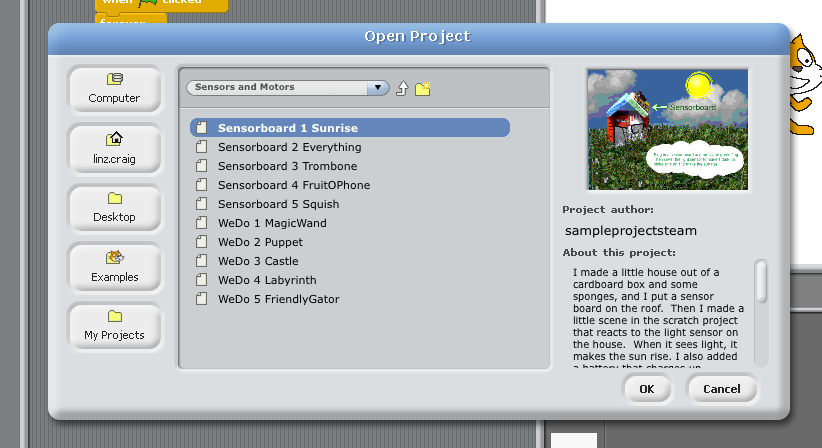 when clicked
forever
Open Project
Computer
linz.craig
Desktop
Examples
My Projects
Sensors and Motors
Sensorboard 1 Sunrise
Sensorboard 2 Everything
Sensorboard 3 Trombone
Sensorboard 4 FruitOPhone
Sensorboard 5 Squish
WeDo 1 MagicWand
WeDo 2 Puppet
WeDo 3 Castle
WeDo 4 Labyrinth
WeDo 5 FriendlyGator
Sensorboard
Project author:
sampleprojectsteam
About this project:
I made a little house out of a
cardboard box and some
sponges, and I put a sensor
board on the roof. Then I made a
little scene in the scratch project
that reacts to the light sensor on
the house. When it sees light, it
makes the sun rise. I also added
a battery that charges up
OK
Cancel